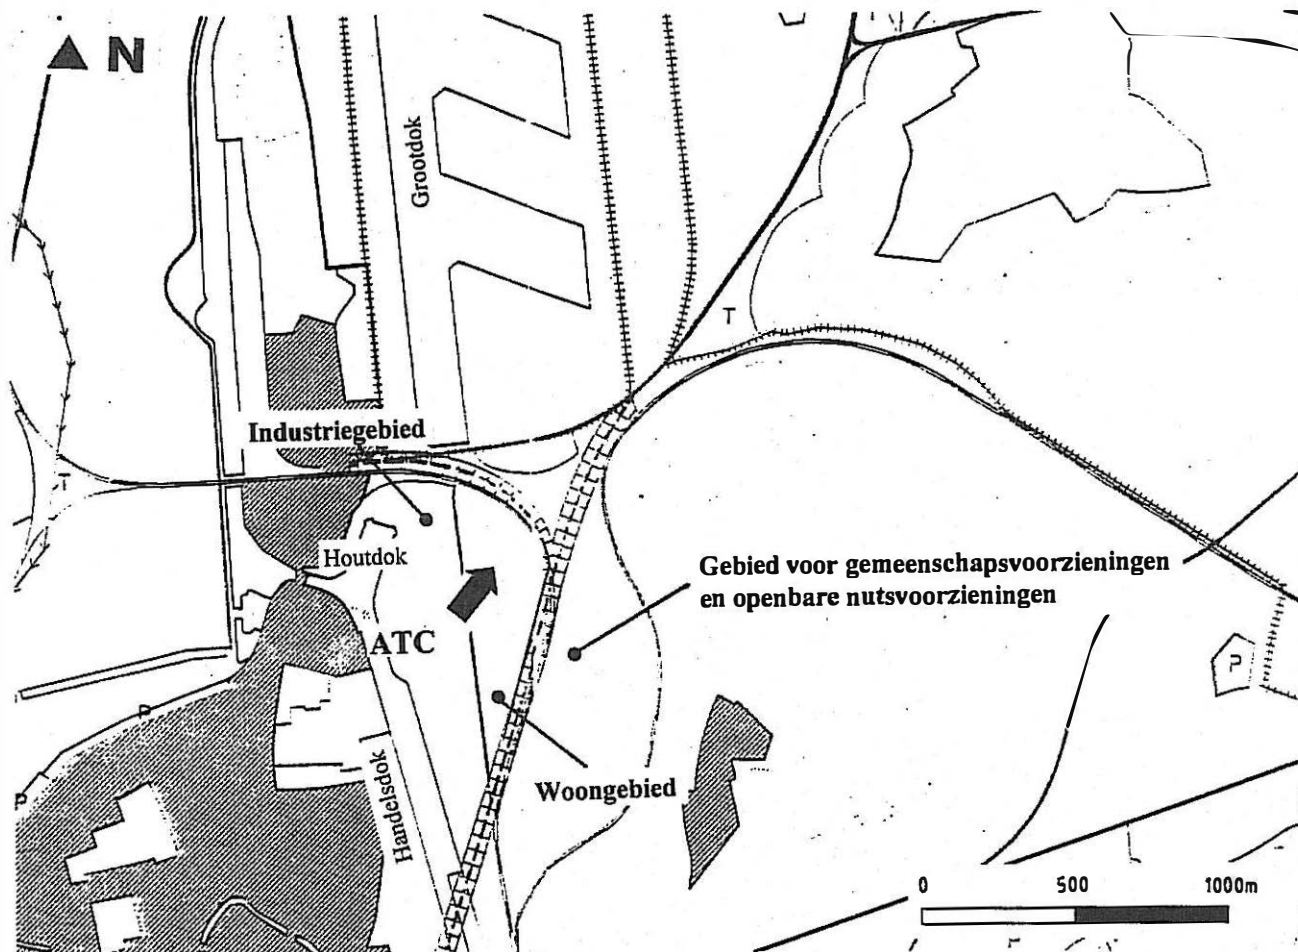 N
Grootdok
T
Industriegebied
T
Houtdok
Gebied voor gemeenschapsvoorzieningen
en openbare nutsvoorzieningen
ATC
P
P
Woongebied
P
Handelsdok
0 500 1000m